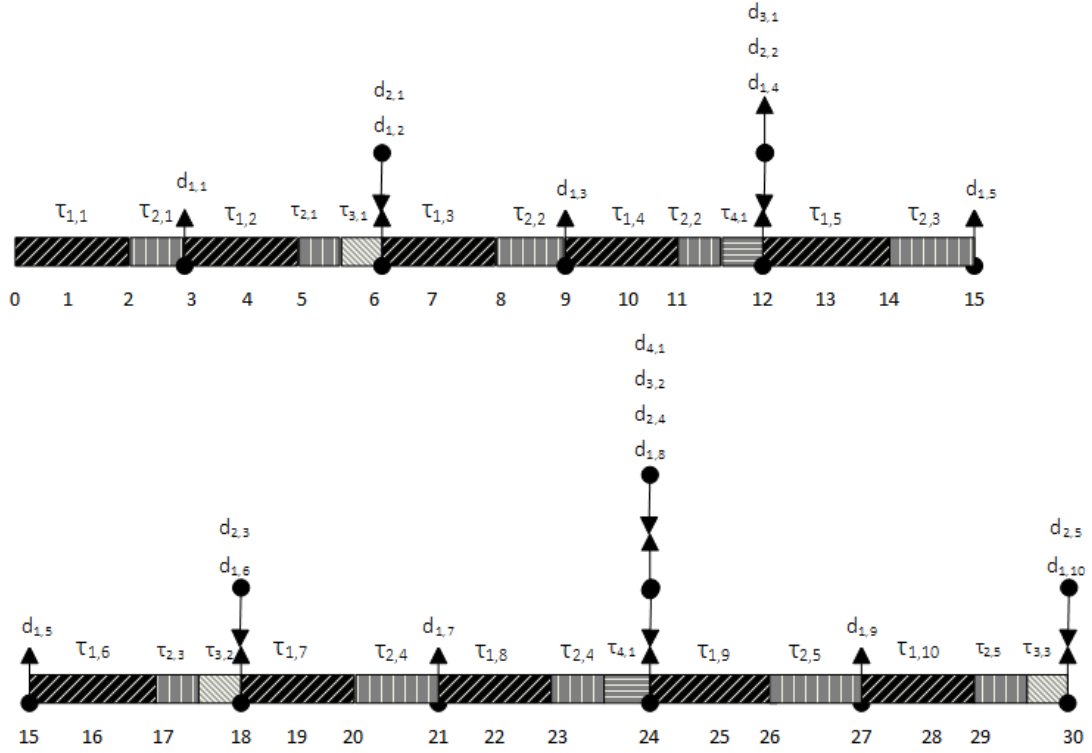 d3,1
d2,1 d2,2
d1,2 d1,4
d1,1 d1,3 d1,5
τ1,1 τ2,1 τ1,2 τ2,1 τ3,1 τ1,3 τ2,2 τ1,4 τ2,2 τ4,1 τ1,5 τ2,3
0 1 2 3 4 5 6 7 8 9 10 11 12 13 14 15
d4,1
d3,2
d2,4
d1,8
d2,3 d2,5
d1,6 d1,10
d1,5 d1,7 d1,9
τ1,6 τ2,3 τ3,2 τ1,7 τ2,4 τ1,8 τ2,4 τ4,1 τ1,9 τ2,5 τ1,10 τ2,5 τ3,3
15 16 17 18 19 20 21 22 23 24 25 26 27 28 29 30